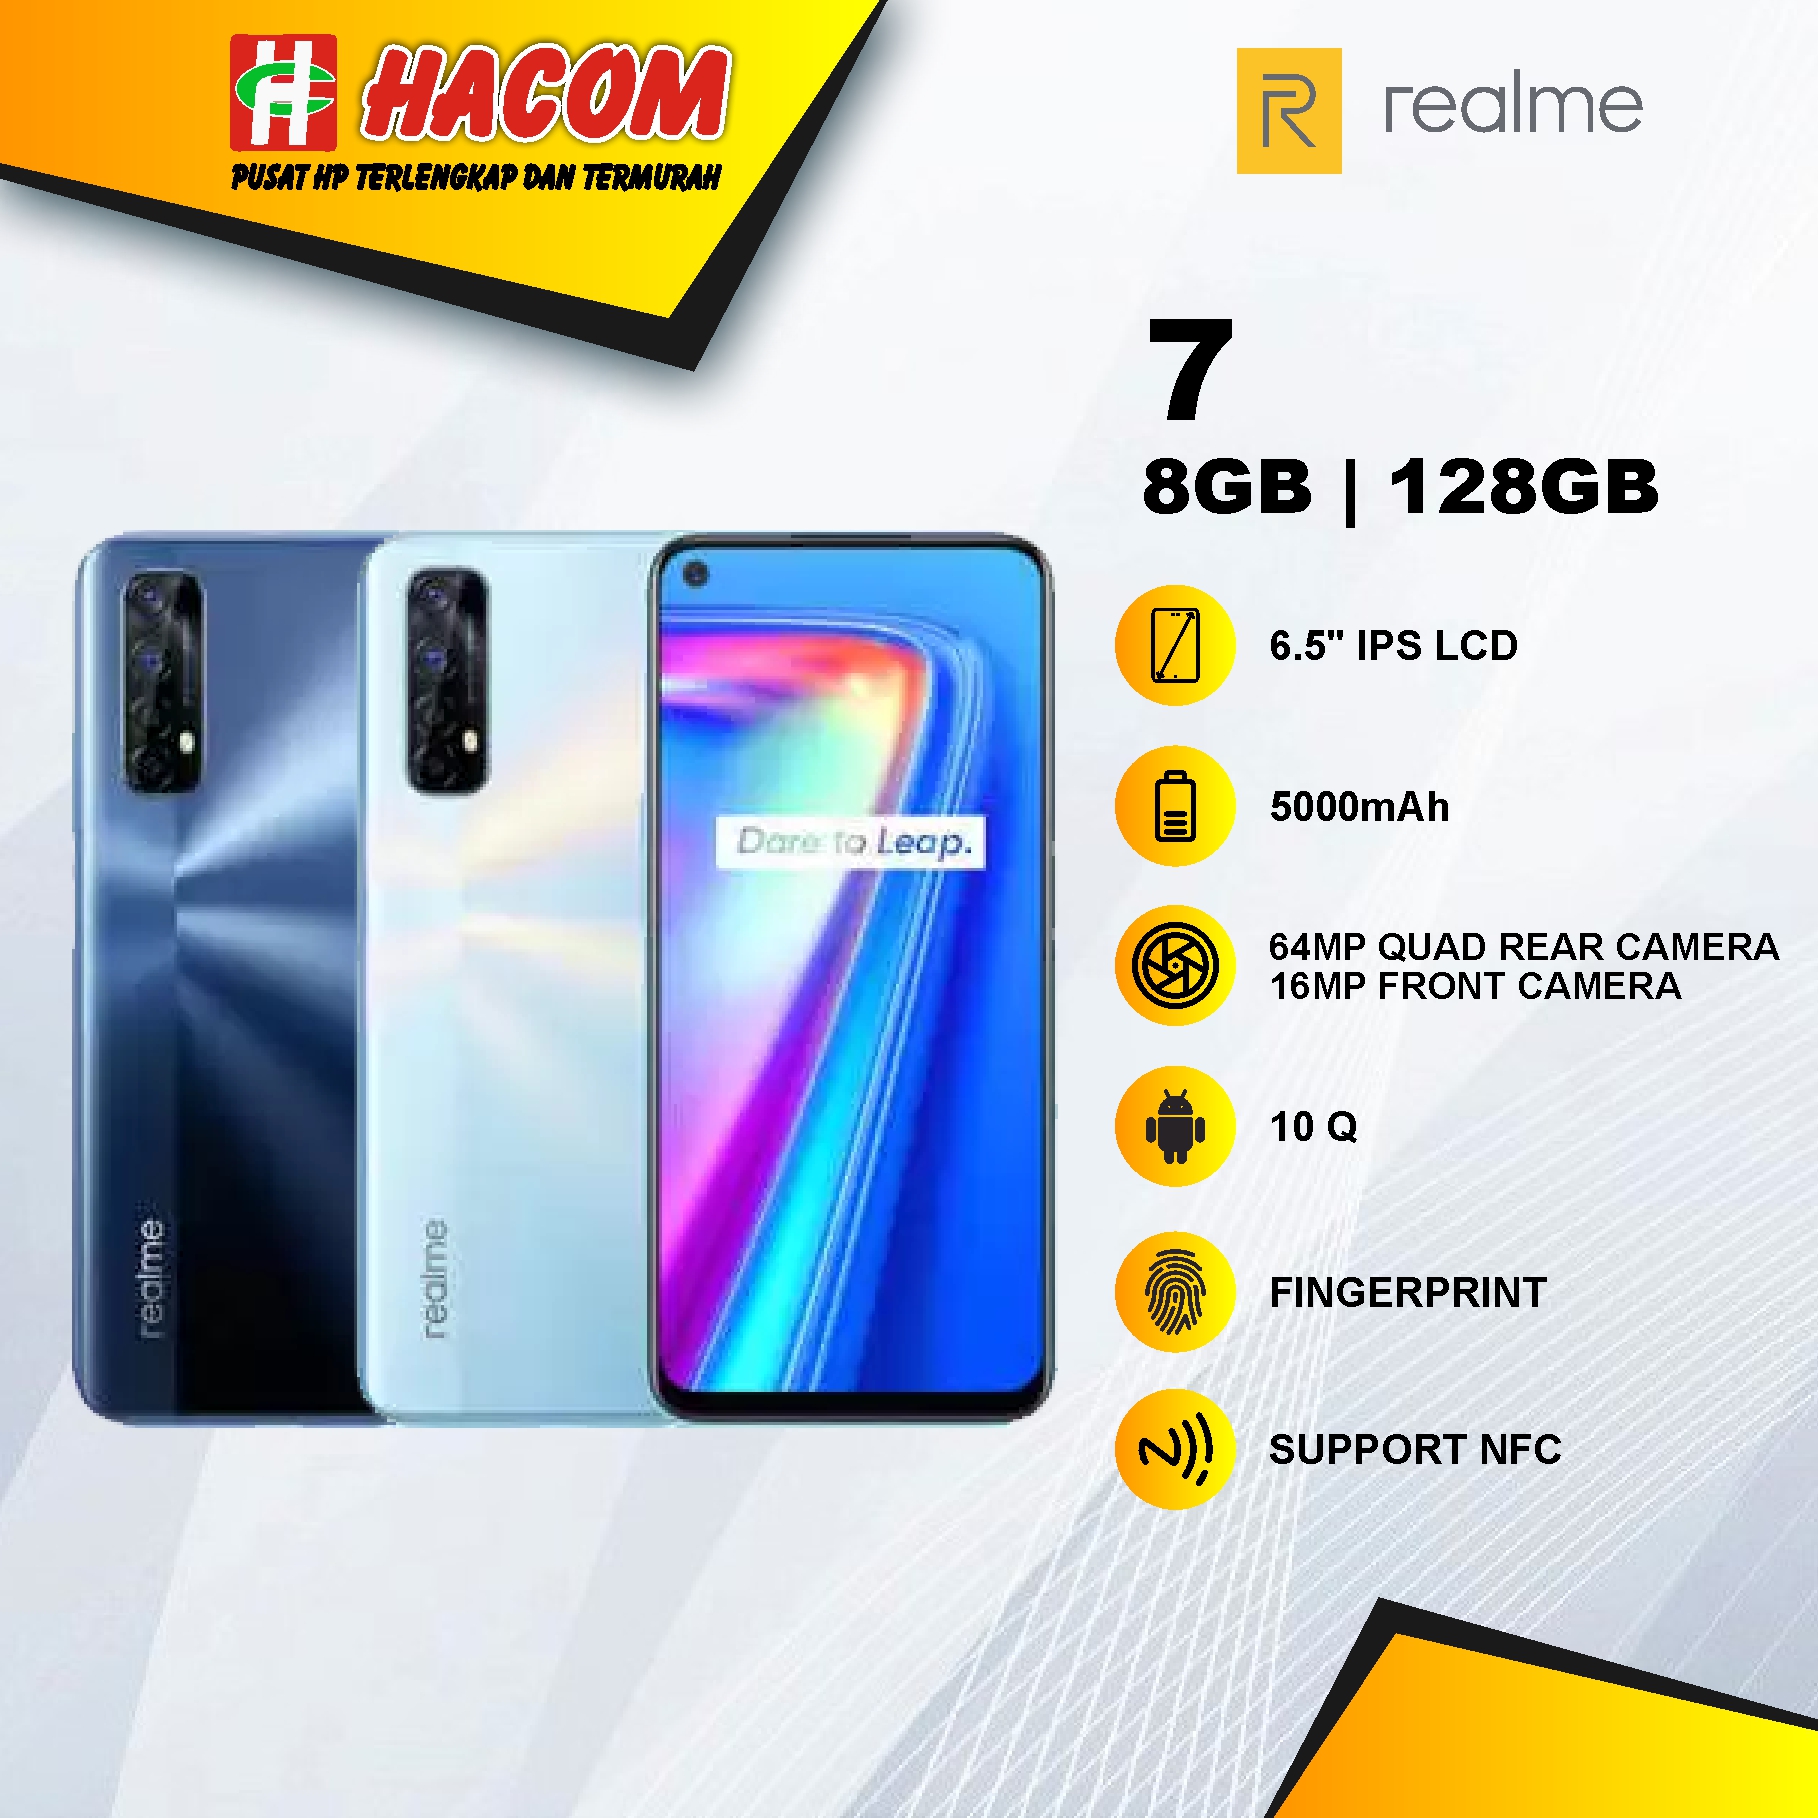 HACOM
PUSAT HP TERLENGKAP DAN TERMURAH
realme
7
8GB | 128GB
6.5" IPS LCD
5000mAh
64MP QUAD REAR CAMERA
16MP FRONT CAMERA
10 Q
FINGERPRINT
SUPPORT NFC
Dare to Leap.
realme
realme